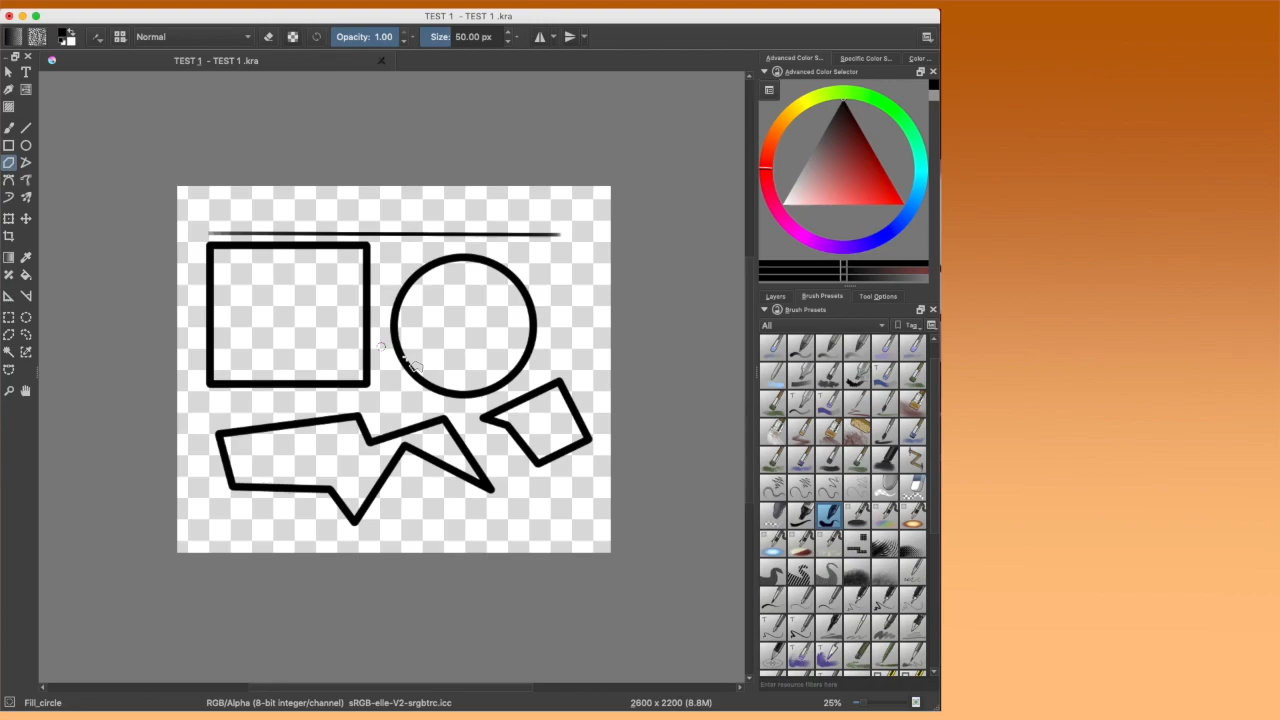 TEST 1 - TEST 1 .kra
Normal
Opacity: 1.00
Size: 50.00 px
TEST 1 - TEST 1 .kra
Advanced Color S...
Specific Color S...
Color ...
Advanced Color Selector
Layers
Brush Presets
Tool Options
Brush Presets
All
Tag
Enter resource filters here
Fill_circle
RGB/Alpha (8-bit integer/channel) sRGB-elle-V2-srgbtrc.icc
2600 x 2200 (8.8M)
25%